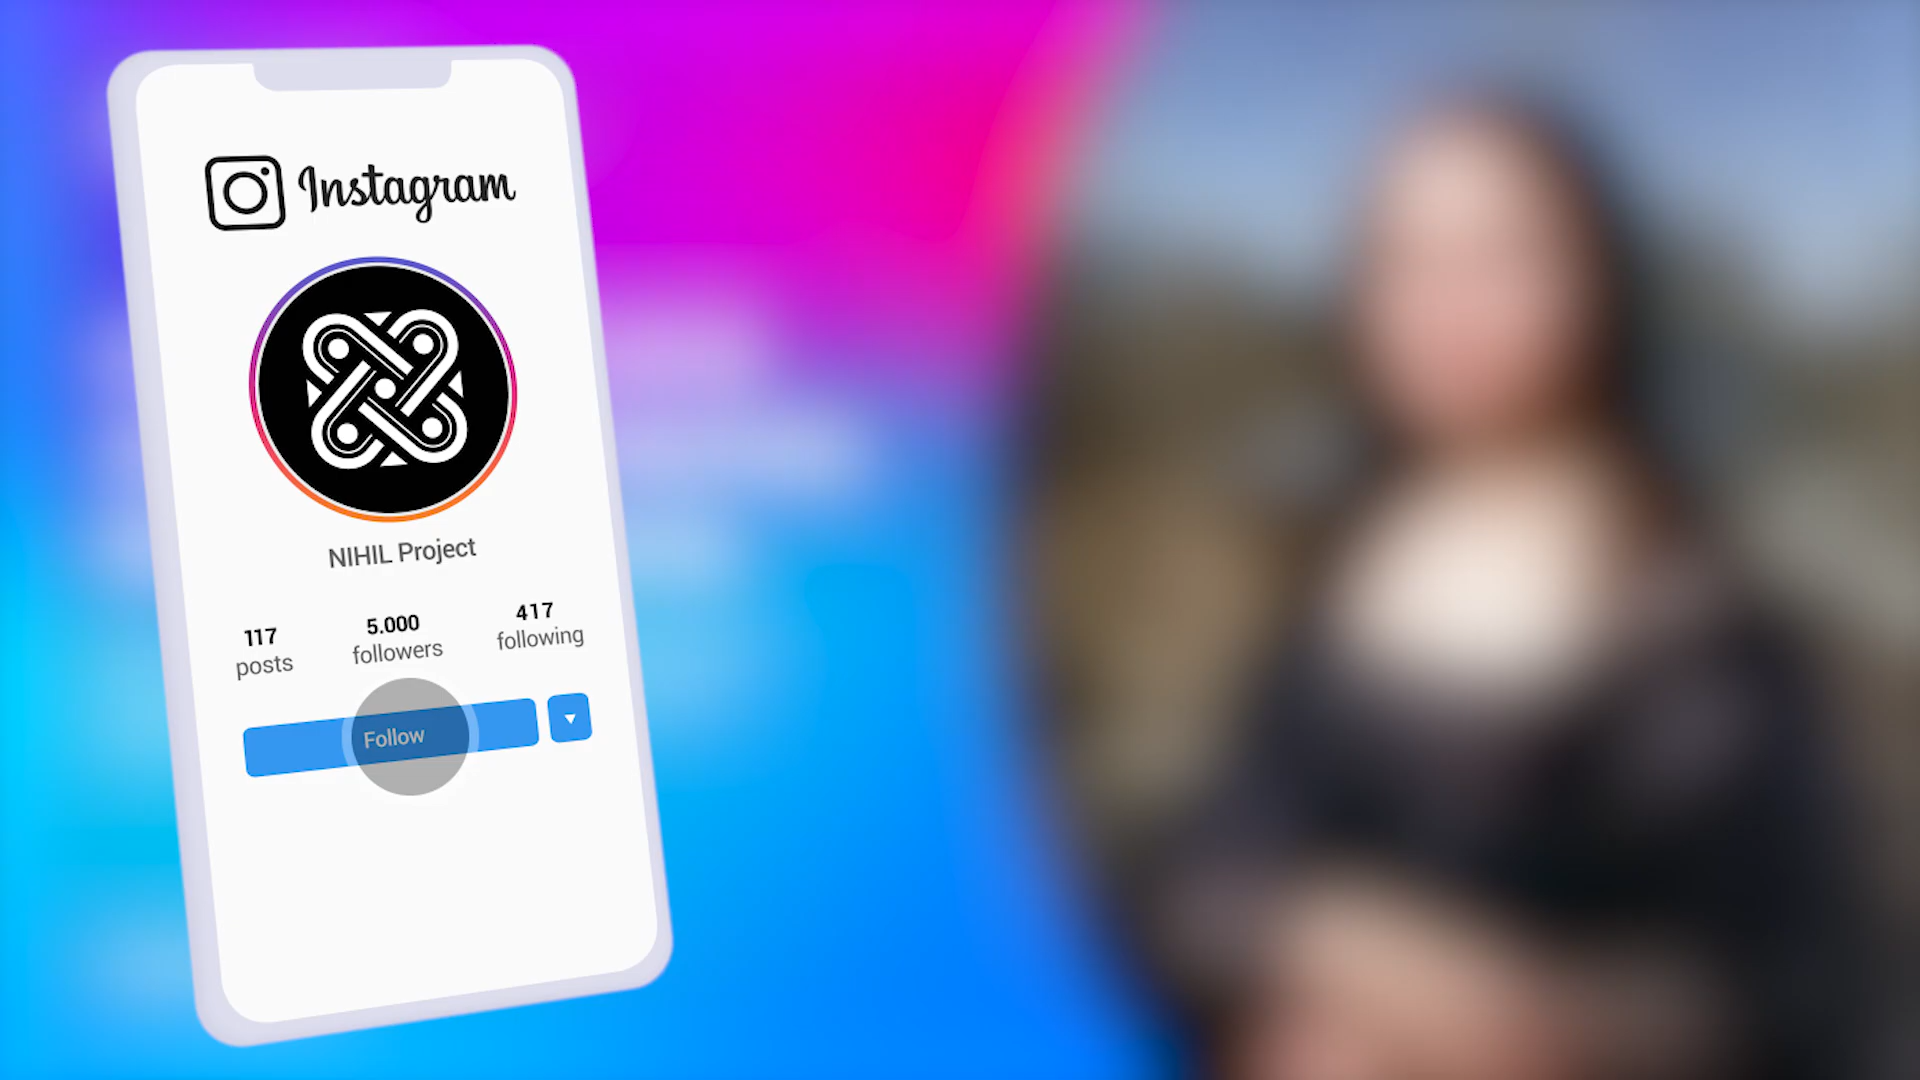 Instagram
NIHIL Project
117 5.000 417
posts followers following
Follow